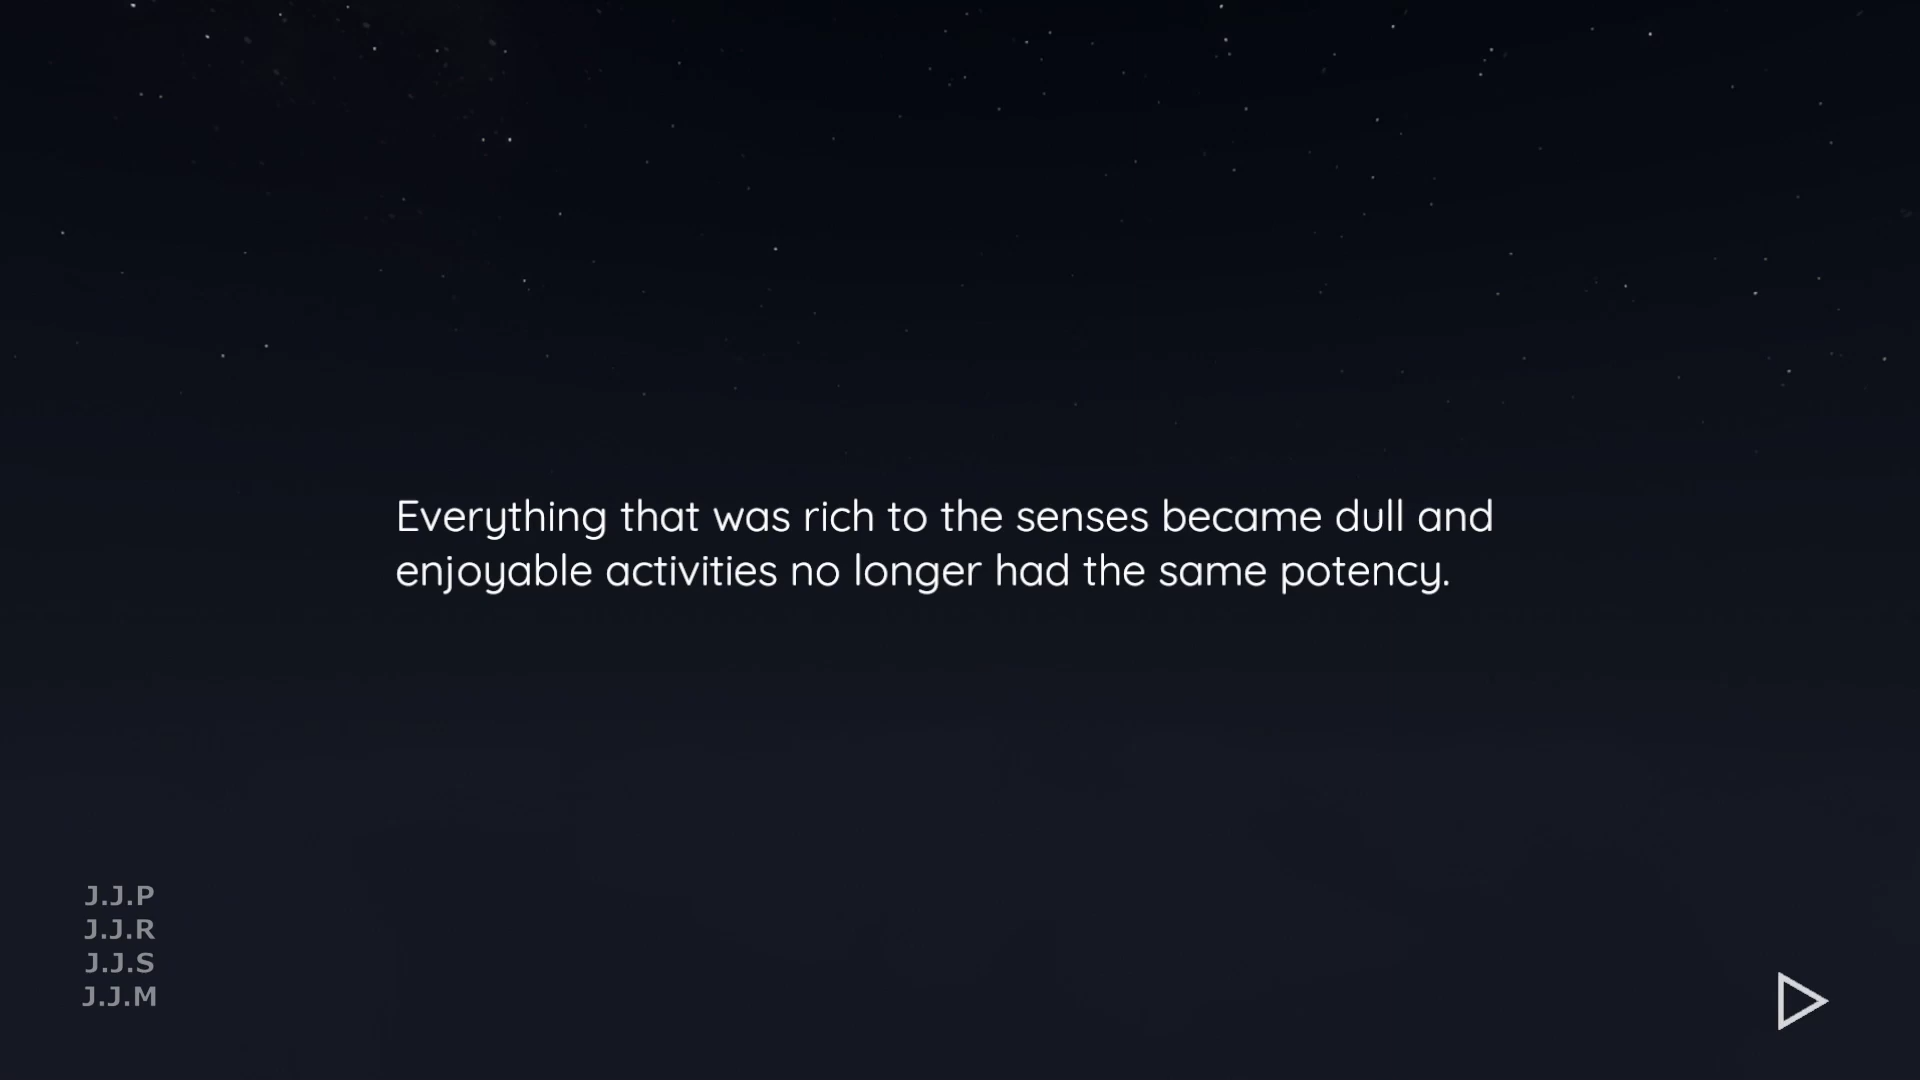 Everything that was rich to the senses became dull and
enjoyable activities no longer had the same potency.
J.J.P
J.J.R
J.J.S
J.J.M